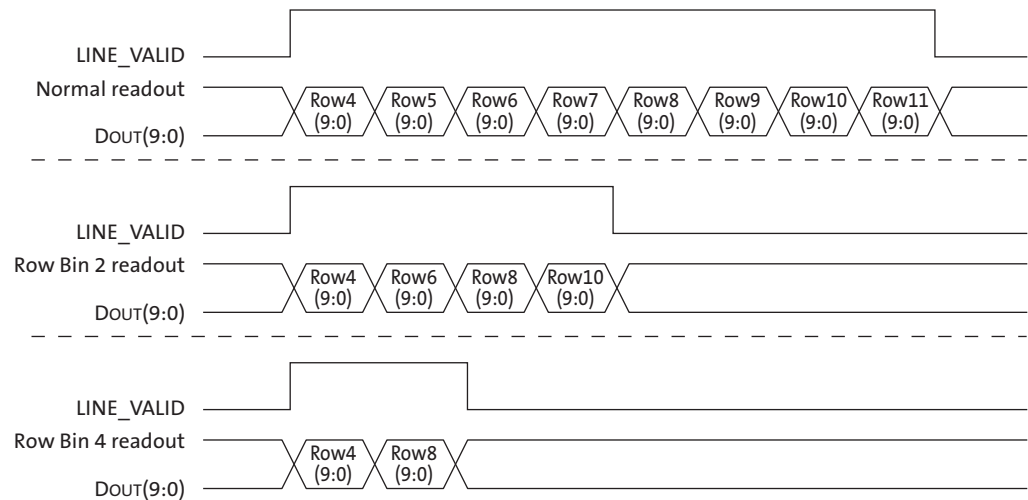 LINE_VALID
Normal readout
Row4 Row5 Row6 Row7 Row8 Row9 Row10 Row11
(9:0) (9:0) (9:0) (9:0) (9:0) (9:0) (9:0) (9:0)
DOUT(9:0)
LINE_VALID
Row Bin 2 readout
Row4 Row6 Row8 Row10
(9:0) (9:0) (9:0) (9:0)
DOUT(9:0)
LINE_VALID
Row Bin 4 readout
Row4 Row8
(9:0) (9:0)
DOUT(9:0)